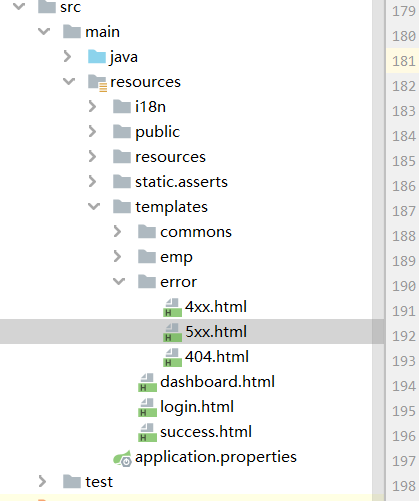 src
main
java
resources
i18n
public
resources
static.asserts
templates
commons
emp
error
4xx.html
5xx.html
404.html
dashboard.html
login.html
success.html
application.properties
test
179
180
181
182
183
184
185
186
187
188
189
190
191
192
193
194
195
196
197
198